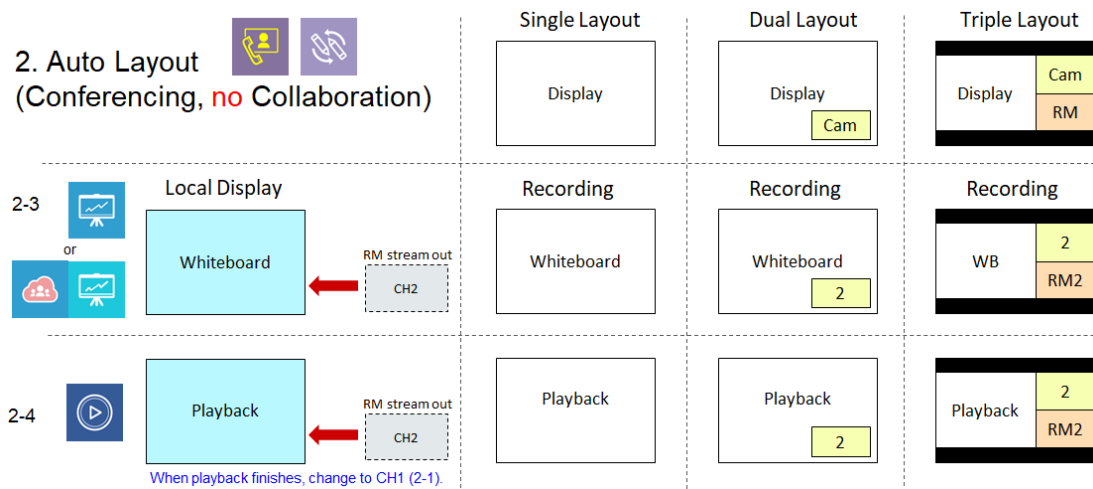 2. Auto Layout
(Conferencing, no Collaboration)
Single Layout
Dual Layout
Triple Layout
Display
Display
Cam
Display
Cam
RM
2-3
or
Local Display
Whiteboard
RM stream out
CH2
Recording
Whiteboard
Recording
Whiteboard
2
Recording
WB
2
RM2
2-4
Playback
RM stream out
CH2
When playback finishes, change to CH1 (2-1).
Playback
Playback
2
Playback
2
RM2